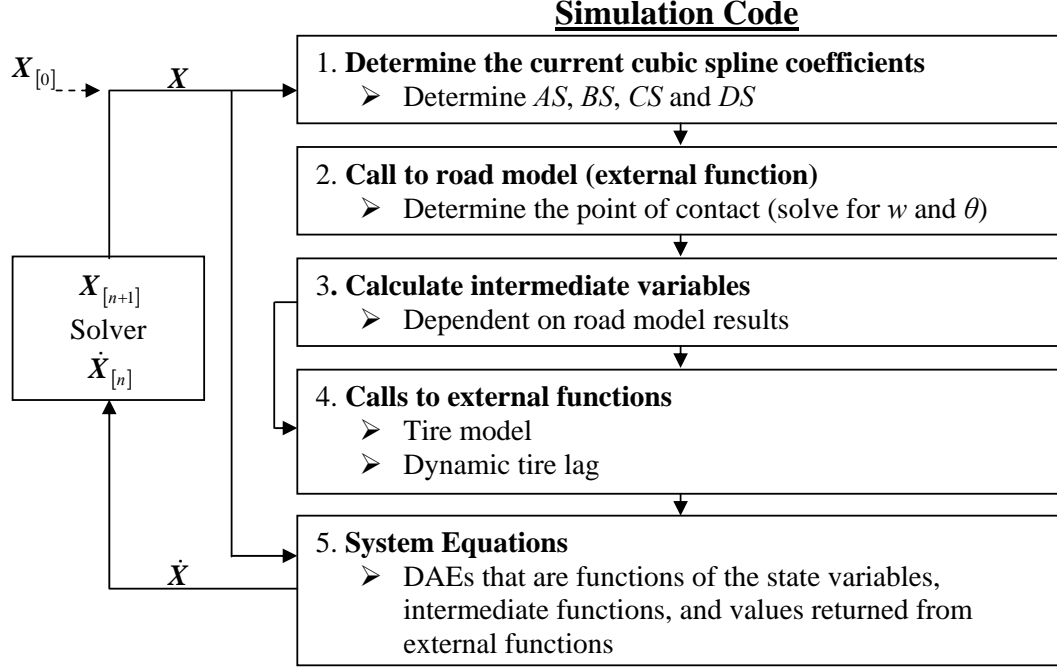 Simulation Code
X[0]
X
1. Determine the current cubic spline coefficients
➢ Determine AS, BS, CS and DS
2. Call to road model (external function)
➢ Determine the point of contact (solve for w and θ)
X[n+1]
Solver
Ẋ[n]
3. Calculate intermediate variables
➢ Dependent on road model results
4. Calls to external functions
➢ Tire model
➢ Dynamic tire lag
Ẋ
5. System Equations
➢ DAEs that are functions of the state variables,
intermediate functions, and values returned from
external functions